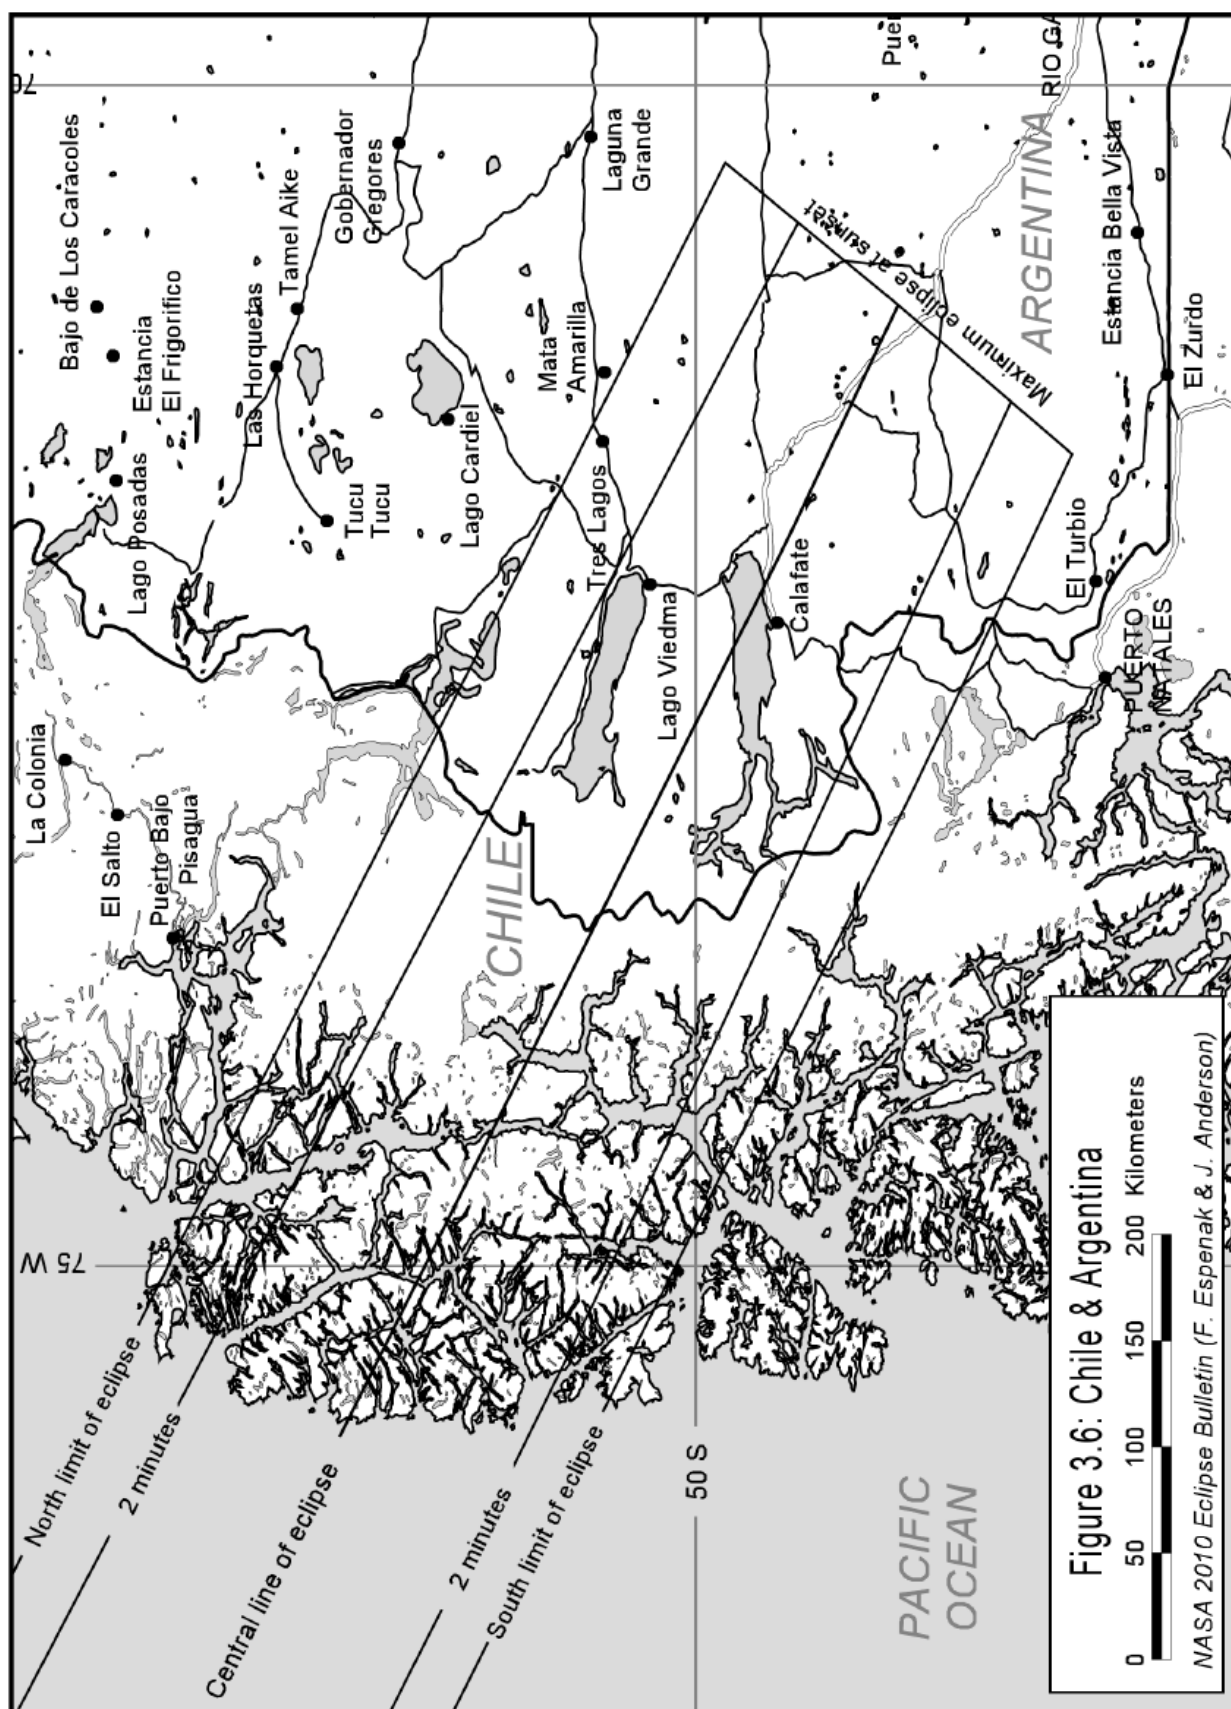 70
Bajo de Los Caracoles
Estancia
El Frigorifico
Lago Posadas
Las Horquetas
Tamel Aike
Tucu
Tucu
Gobernador
Gregores
Lago Cardiel
Laguna
Grande
Mata
Amarilla
Tres Lagos
Lago Viedma
Calafate
Maximum eclipse at sunset
ARGENTINA
Estancia Bella Vista
El Zurdo
El Turbio
PUERTO
NATALES
La Colonia
El Salto
Puerto Bajo
Pisagua
CHILE
75 W
50 S
North limit of eclipse
2 minutes
Central line of eclipse
2 minutes
South limit of eclipse
PACIFIC
OCEAN
Figure 3.6: Chile & Argentina
0 50 100 150 200 Kilometers
NASA 2010 Eclipse Bulletin (F. Espenak & J. Anderson)